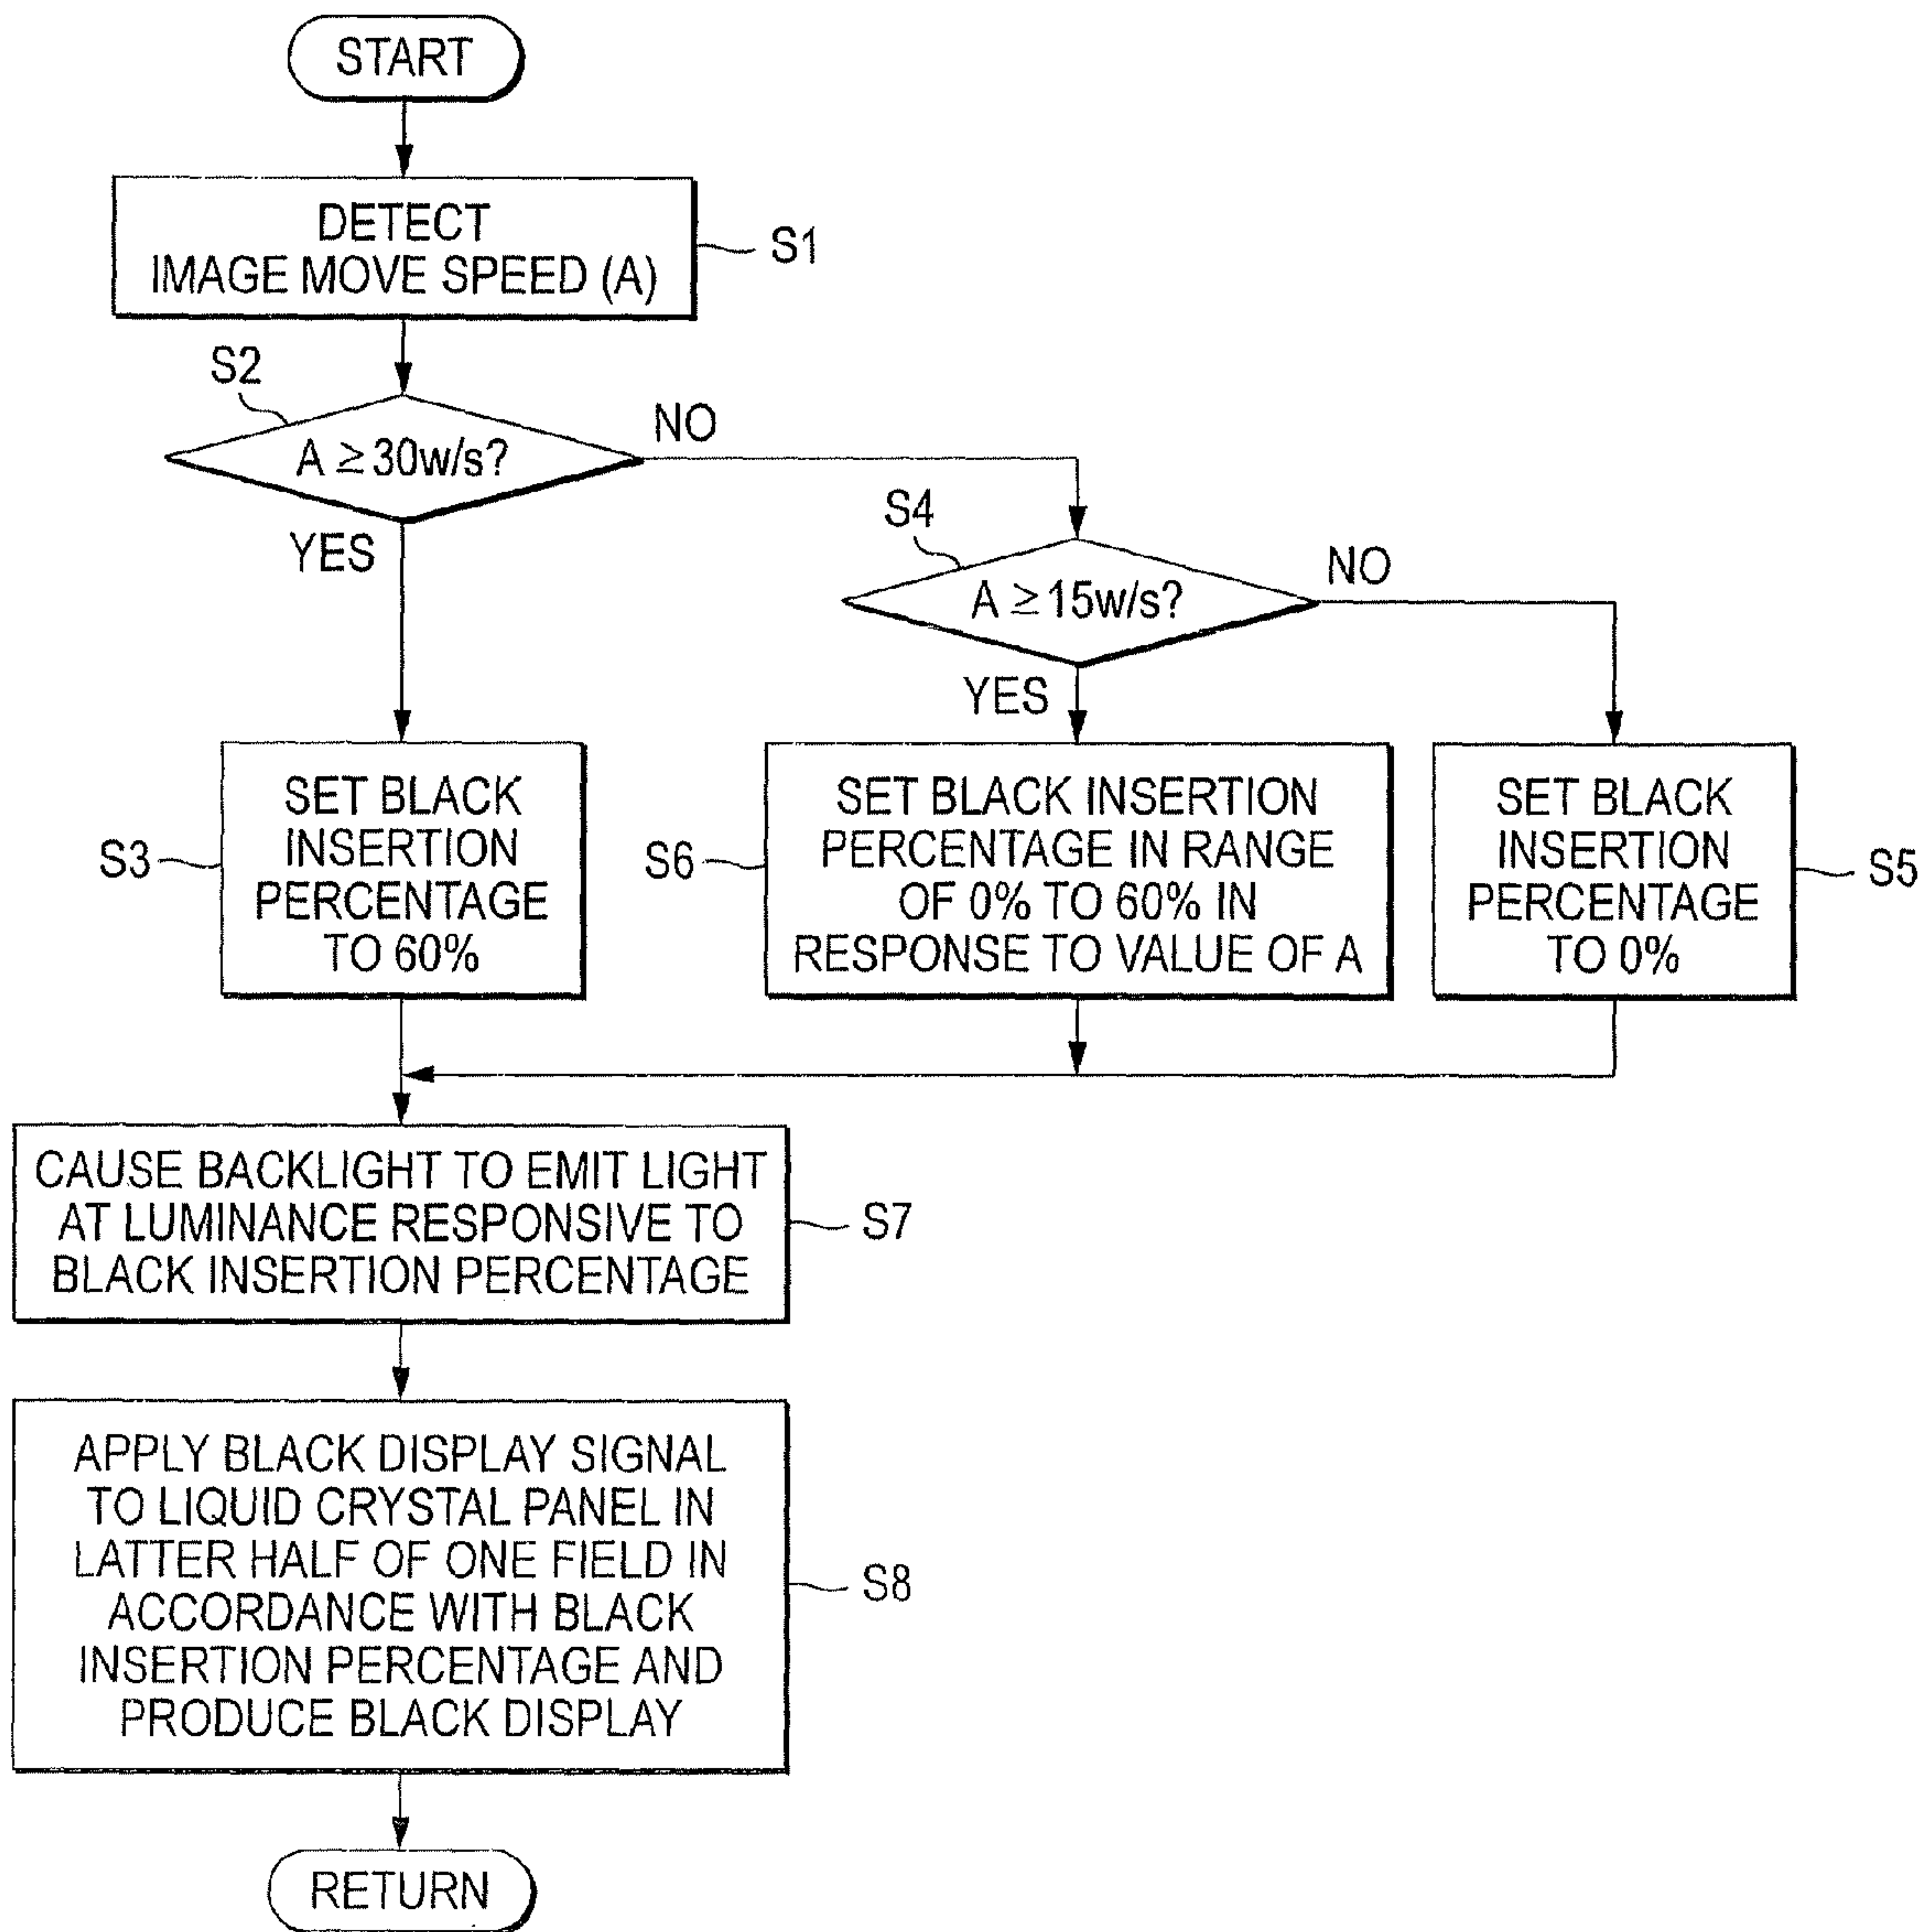 START
DETECT
IMAGE MOVE SPEED (A)
S1
S2
A ≧ 30w/s?
NO
YES
S4
A ≧ 15w/s?
NO
YES
SET BLACK
INSERTION
PERCENTAGE
TO 60%
S3
SET BLACK INSERTION
PERCENTAGE IN RANGE
OF 0% TO 60% IN
RESPONSE TO VALUE OF A
S6
SET BLACK
INSERTION
PERCENTAGE
TO 0%
S5
CAUSE BACKLIGHT TO EMIT LIGHT
AT LUMINANCE RESPONSIVE TO
BLACK INSERTION PERCENTAGE
S7
APPLY BLACK DISPLAY SIGNAL
TO LIQUID CRYSTAL PANEL IN
LATTER HALF OF ONE FIELD IN
ACCORDANCE WITH BLACK
INSERTION PERCENTAGE AND
PRODUCE BLACK DISPLAY
S8
RETURN